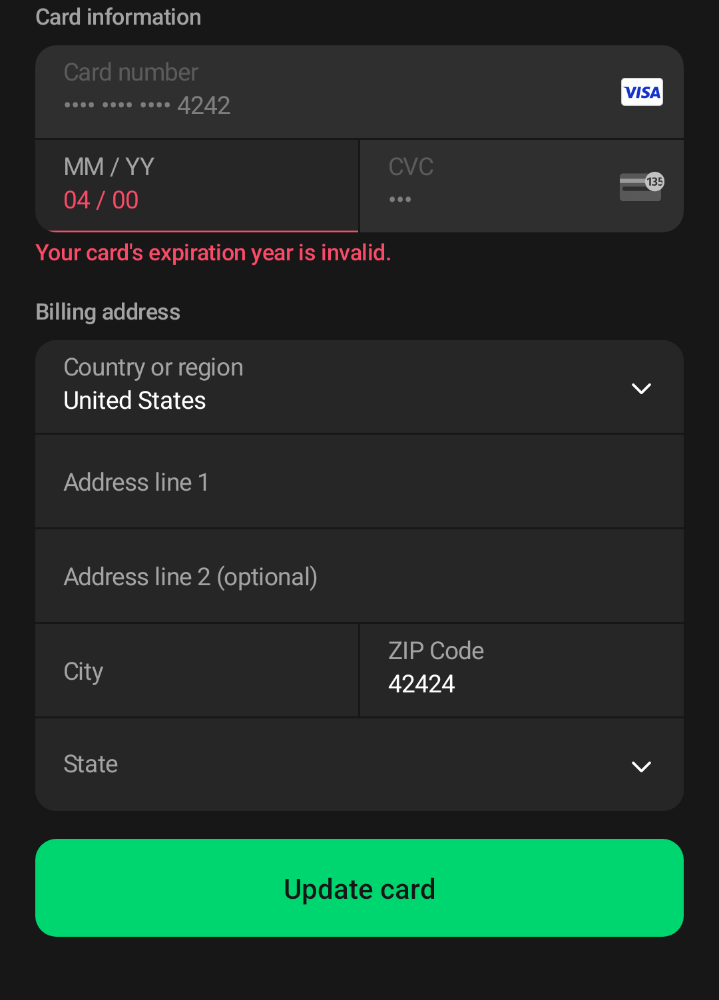 Card information
Card number
•••• •••• •••• 4242
VISA
MM / YY
04 / 00
CVC
•••
135
Your card's expiration year is invalid.
Billing address
Country or region
United States
Address line 1
Address line 2 (optional)
City
ZIP Code
42424
State
Update card